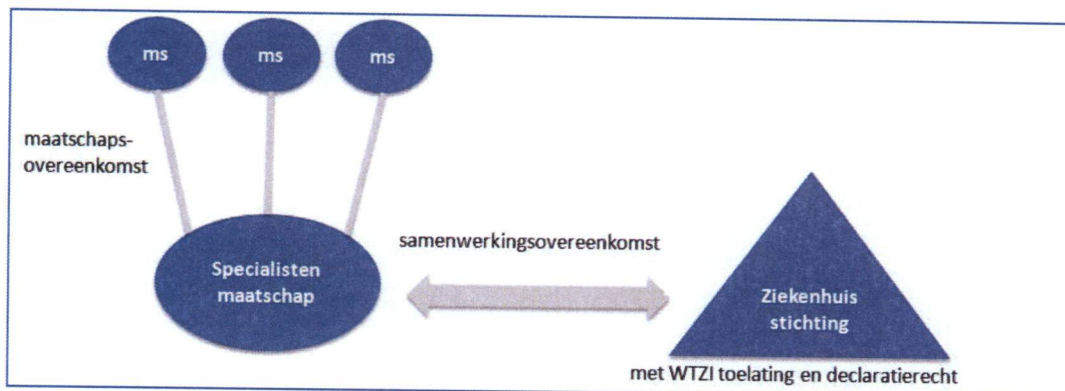 ms
ms
ms
maatschaps-
overeenkomst
samenwerkingsovereenkomst
Specialisten
maatschap
Ziekenhuis
stichting
met WTZI toelating en declaratierecht